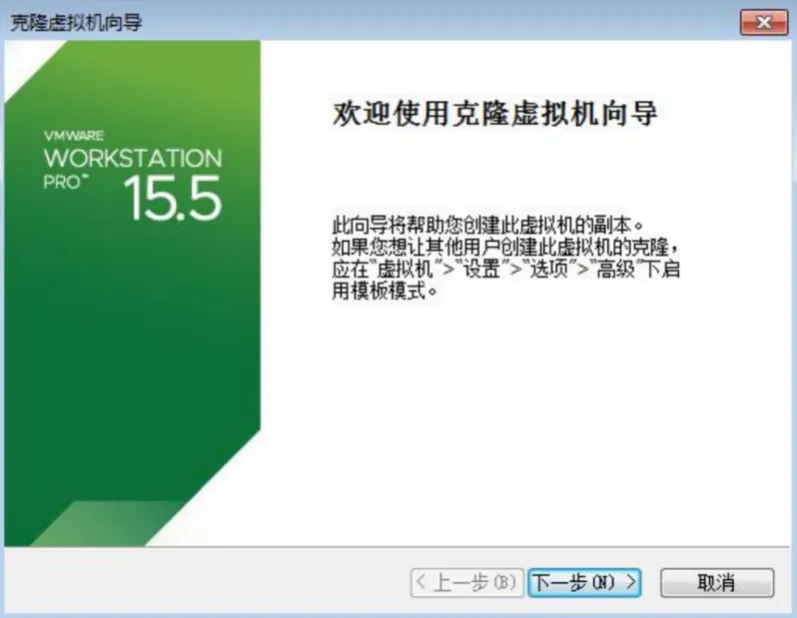 克隆虚拟机向导
VMWARE
WORKSTATION
PRO™
15.5
欢迎使用克隆虚拟机向导
此向导将帮助您创建此虚拟机的副本。
如果您想让其他用户创建此虚拟机的克隆，
应在"虚拟机">"设置">"选项">"高级"下启
用模板模式。
< 上一步(B)
下一步(N) >
取消